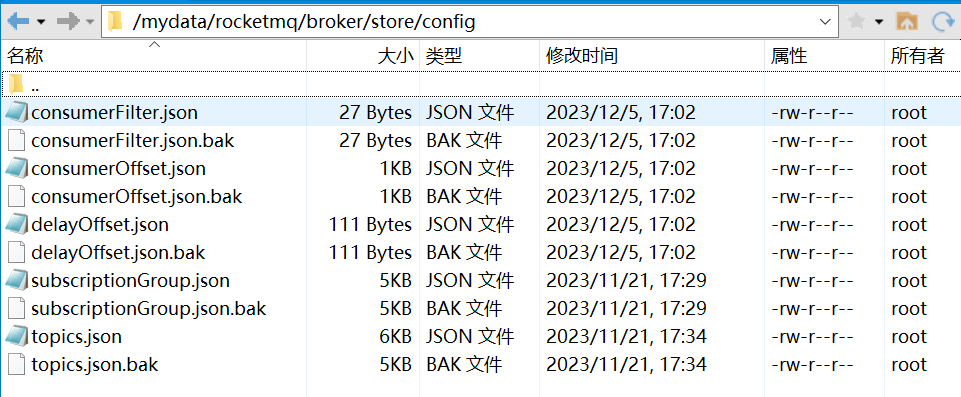 /mydata/rocketmq/broker/store/config
名称 大小 类型 修改时间 属性 所有者
..
consumerFilter.json 27 Bytes JSON 文件 2023/12/5, 17:02 -rw-r--r-- root
consumerFilter.json.bak 27 Bytes BAK 文件 2023/12/5, 17:02 -rw-r--r-- root
consumerOffset.json 1KB JSON 文件 2023/12/5, 17:02 -rw-r--r-- root
consumerOffset.json.bak 1KB BAK 文件 2023/12/5, 17:02 -rw-r--r-- root
delayOffset.json 111 Bytes JSON 文件 2023/12/5, 17:02 -rw-r--r-- root
delayOffset.json.bak 111 Bytes BAK 文件 2023/12/5, 17:02 -rw-r--r-- root
subscriptionGroup.json 5KB JSON 文件 2023/11/21, 17:29 -rw-r--r-- root
subscriptionGroup.json.bak 5KB BAK 文件 2023/11/21, 17:29 -rw-r--r-- root
topics.json 6KB JSON 文件 2023/11/21, 17:34 -rw-r--r-- root
topics.json.bak 5KB BAK 文件 2023/11/21, 17:34 -rw-r--r-- root